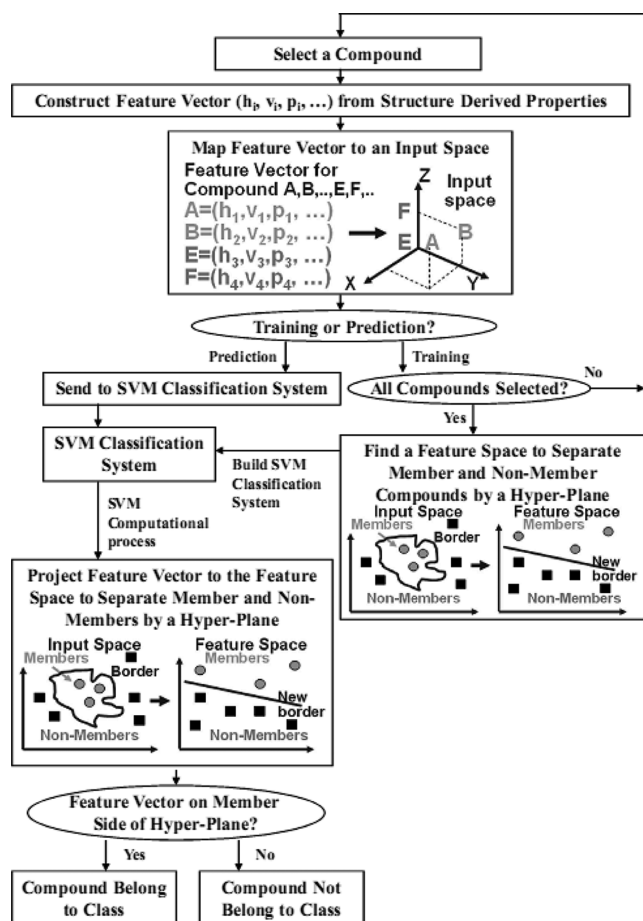 Select a Compound
Construct Feature Vector (hi, vi, pi, …) from Structure Derived Properties
Map Feature Vector to an Input Space
Feature Vector for
Compound A,B,..,E,F,..
A=(h1,v1,p1, …)
B=(h2,v2,p2, …)
E=(h3,v3,p3, …)
F=(h4,v4,p4, …)
Z
Input
space
F
B
E
A
X
Y
Training or Prediction?
Prediction
Training
Send to SVM Classification System
All Compounds Selected?
No
Yes
SVM Classification
System
Build SVM
Classification
System
Find a Feature Space to Separate
Member and Non-Member
Compounds by a Hyper-Plane
Input Space
Feature Space
Members
Border
Members
New
border
Non-Members
Non-Members
SVM
Computational
process
Project Feature Vector to the Feature
Space to Separate Member and Non-
Members by a Hyper-Plane
Input Space
Feature Space
Members
Border
Members
New
border
Non-Members
Non-Members
Feature Vector on Member
Side of Hyper-Plane?
Yes
No
Compound Belong
to Class
Compound Not
Belong to Class